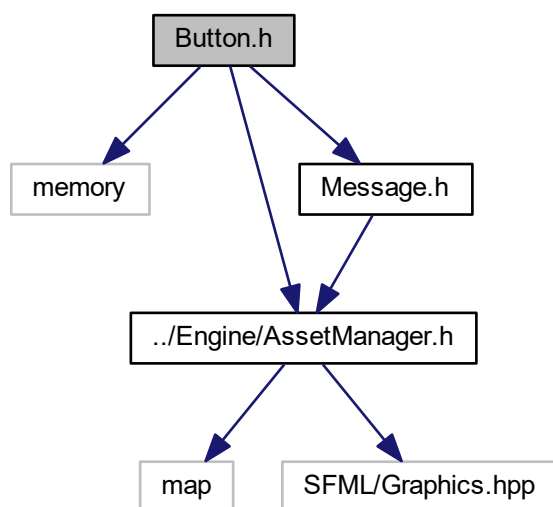 Button.h
memory
Message.h
../Engine/AssetManager.h
map
SFML/Graphics.hpp